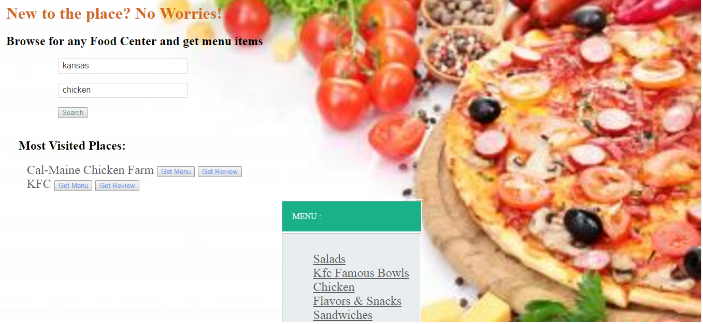 New to the place? No Worries!
Browse for any Food Center and get menu items
kansas
chicken
Search
Most Visited Places:
Cal-Maine Chicken Farm Get Menu Get Review
KFC Get Menu Get Review
MENU :
Salads
Kfc Famous Bowls
Chicken
Flavors & Snacks
Sandwiches